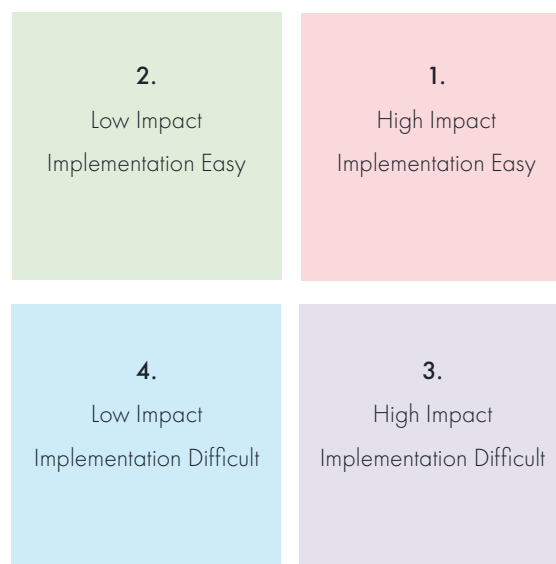 2.
Low Impact
Implementation Easy
1.
High Impact
Implementation Easy
4.
Low Impact
Implementation Difficult
3.
High Impact
Implementation Difficult